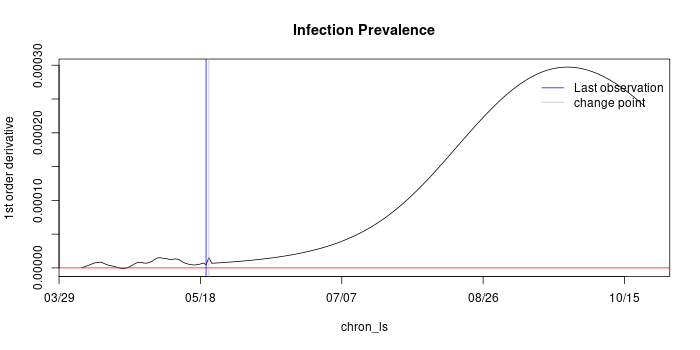 Infection Prevalence
1st order derivative
0.00030
0.00020
0.00010
0.00000
Last observation
change point
03/29
05/18
07/07
08/26
10/15
chron_ls